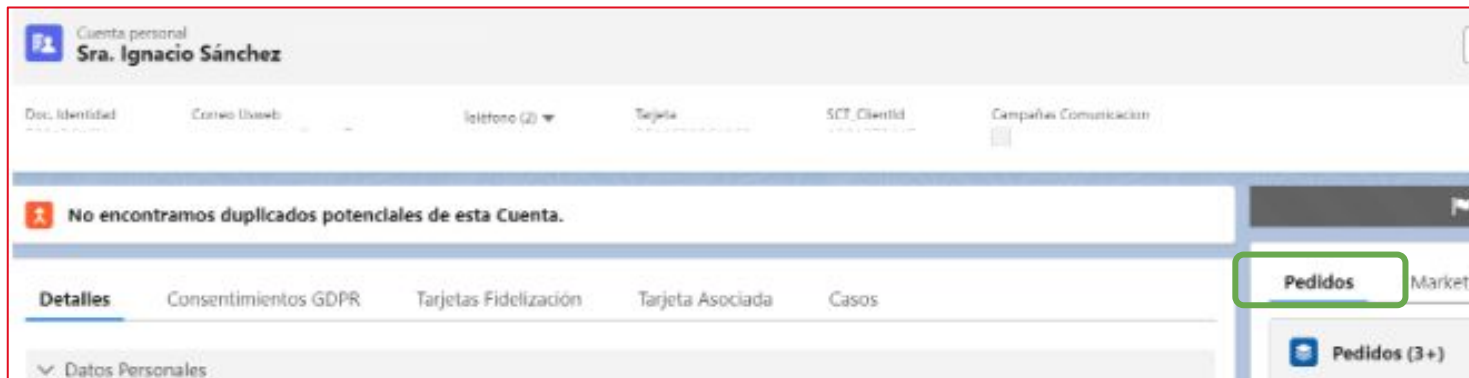 Cuenta personal
Sra. Ignacio Sánchez
Doc. Identidad Correo Teléfono (2) Tarjeta SCT_ClientId Campañas Comunicacion
No encontramos duplicados potenciales de esta Cuenta.
Detalles Consentimientos GDPR Tarjetas Fidelización Tarjeta Asociada Casos
Datos Personales
Pedidos Market
Pedidos (3+)